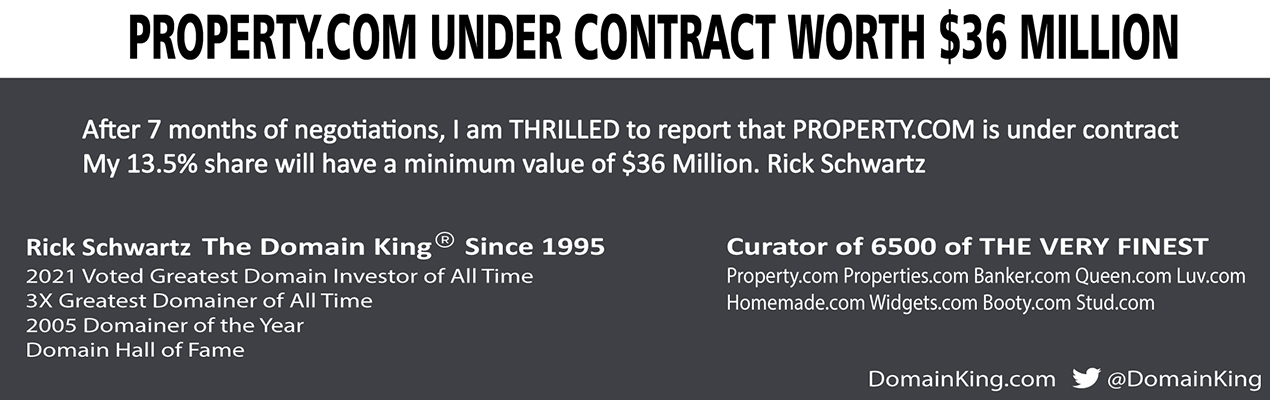 PROPERTY.COM UNDER CONTRACT WORTH $36 MILLION
After 7 months of negotiations, I am THRILLED to report that PROPERTY.COM is under contract
My 13.5% share will have a minimum value of $36 Million. Rick Schwartz
Rick Schwartz The Domain King® Since 1995
2021 Voted Greatest Domain Investor of All Time
3X Greatest Domainer of All Time
2005 Domainer of the Year
Domain Hall of Fame
Curator of 6500 of THE VERY FINEST
Property.com Properties.com Banker.com Queen.com Luv.com
Homemade.com Widgets.com Booty.com Stud.com
DomainKing.com @DomainKing